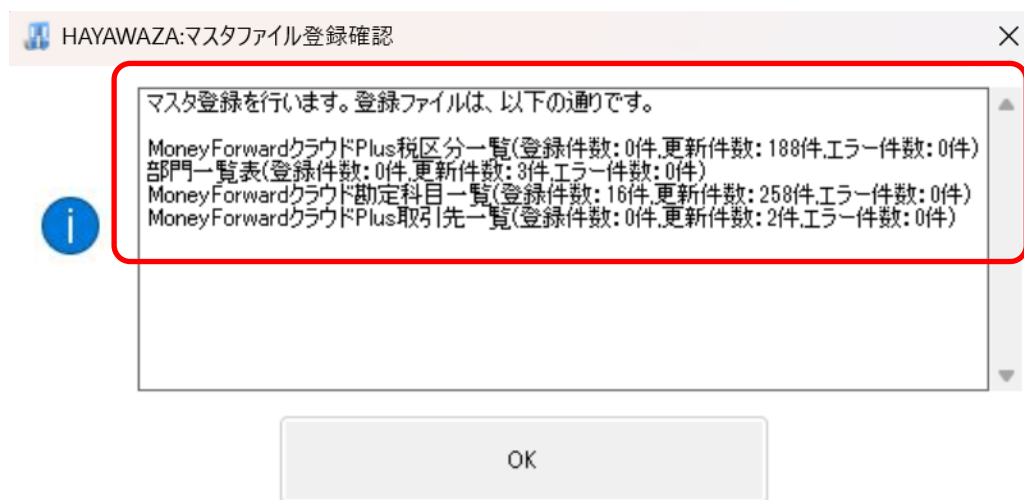 HAYAWAZA:マスタファイル登録確認
マスタ登録を行います。登録ファイルは、以下の通りです。
MoneyForwardクラウドPlus税区分一覧(登録件数:0件,更新件数:188件,エラー件数:0件)
部門一覧表(登録件数:0件,更新件数:3件,エラー件数:0件)
MoneyForwardクラウド勘定科目一覧(登録件数:16件,更新件数:258件,エラー件数:0件)
MoneyForwardクラウドPlus取引先一覧(登録件数:0件,更新件数:2件,エラー件数:0件)
OK